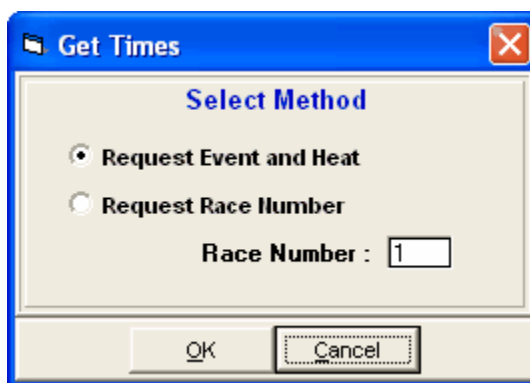 Get Times
Select Method
Request Event and Heat
Request Race Number
Race Number : 1
OK Cancel